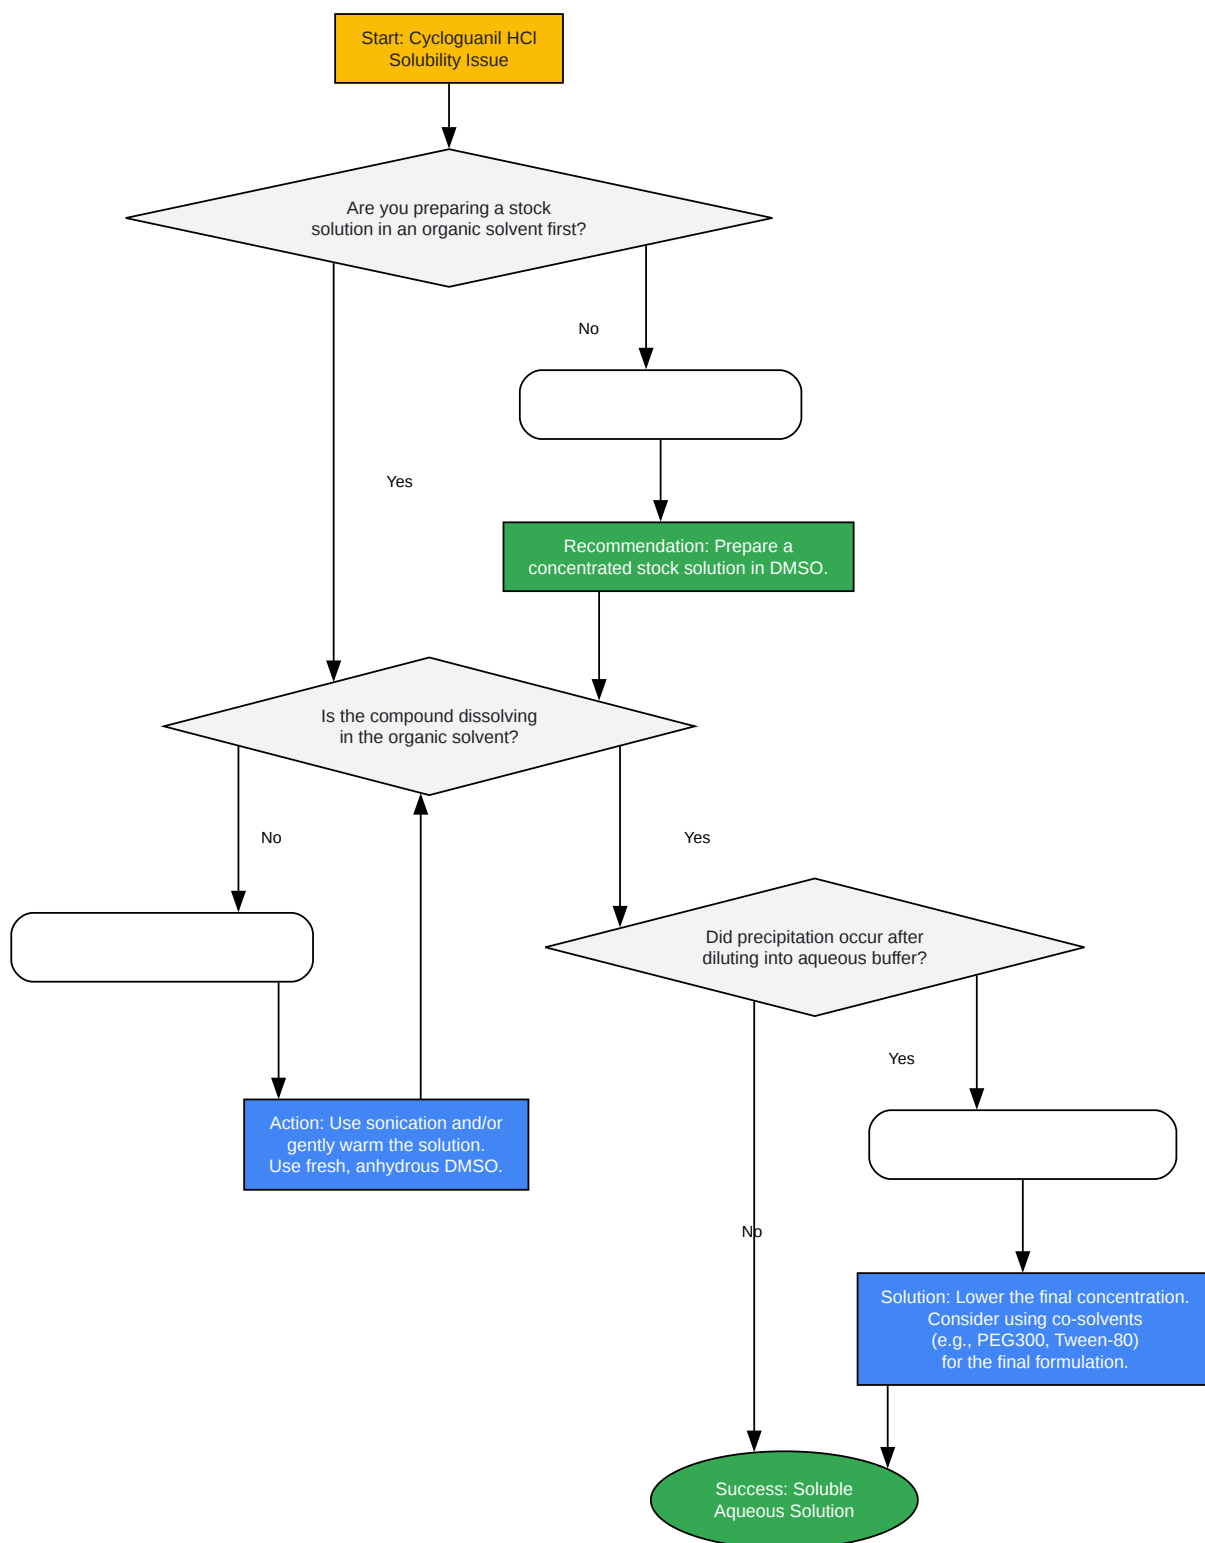 Start: Cycloguanil HCl
Solubility Issue
Are you preparing a stock
solution in an organic solvent first?
No
Yes
Recommendation: Prepare a
concentrated stock solution in DMSO.
Is the compound dissolving
in the organic solvent?
No
Yes
Did precipitation occur after
diluting into aqueous buffer?
Yes
Action: Use sonication and/or
gently warm the solution.
Use fresh, anhydrous DMSO.
No
Solution: Lower the final concentration.
Consider using co-solvents
(e.g., PEG300, Tween-80)
for the final formulation.
Success: Soluble
Aqueous Solution